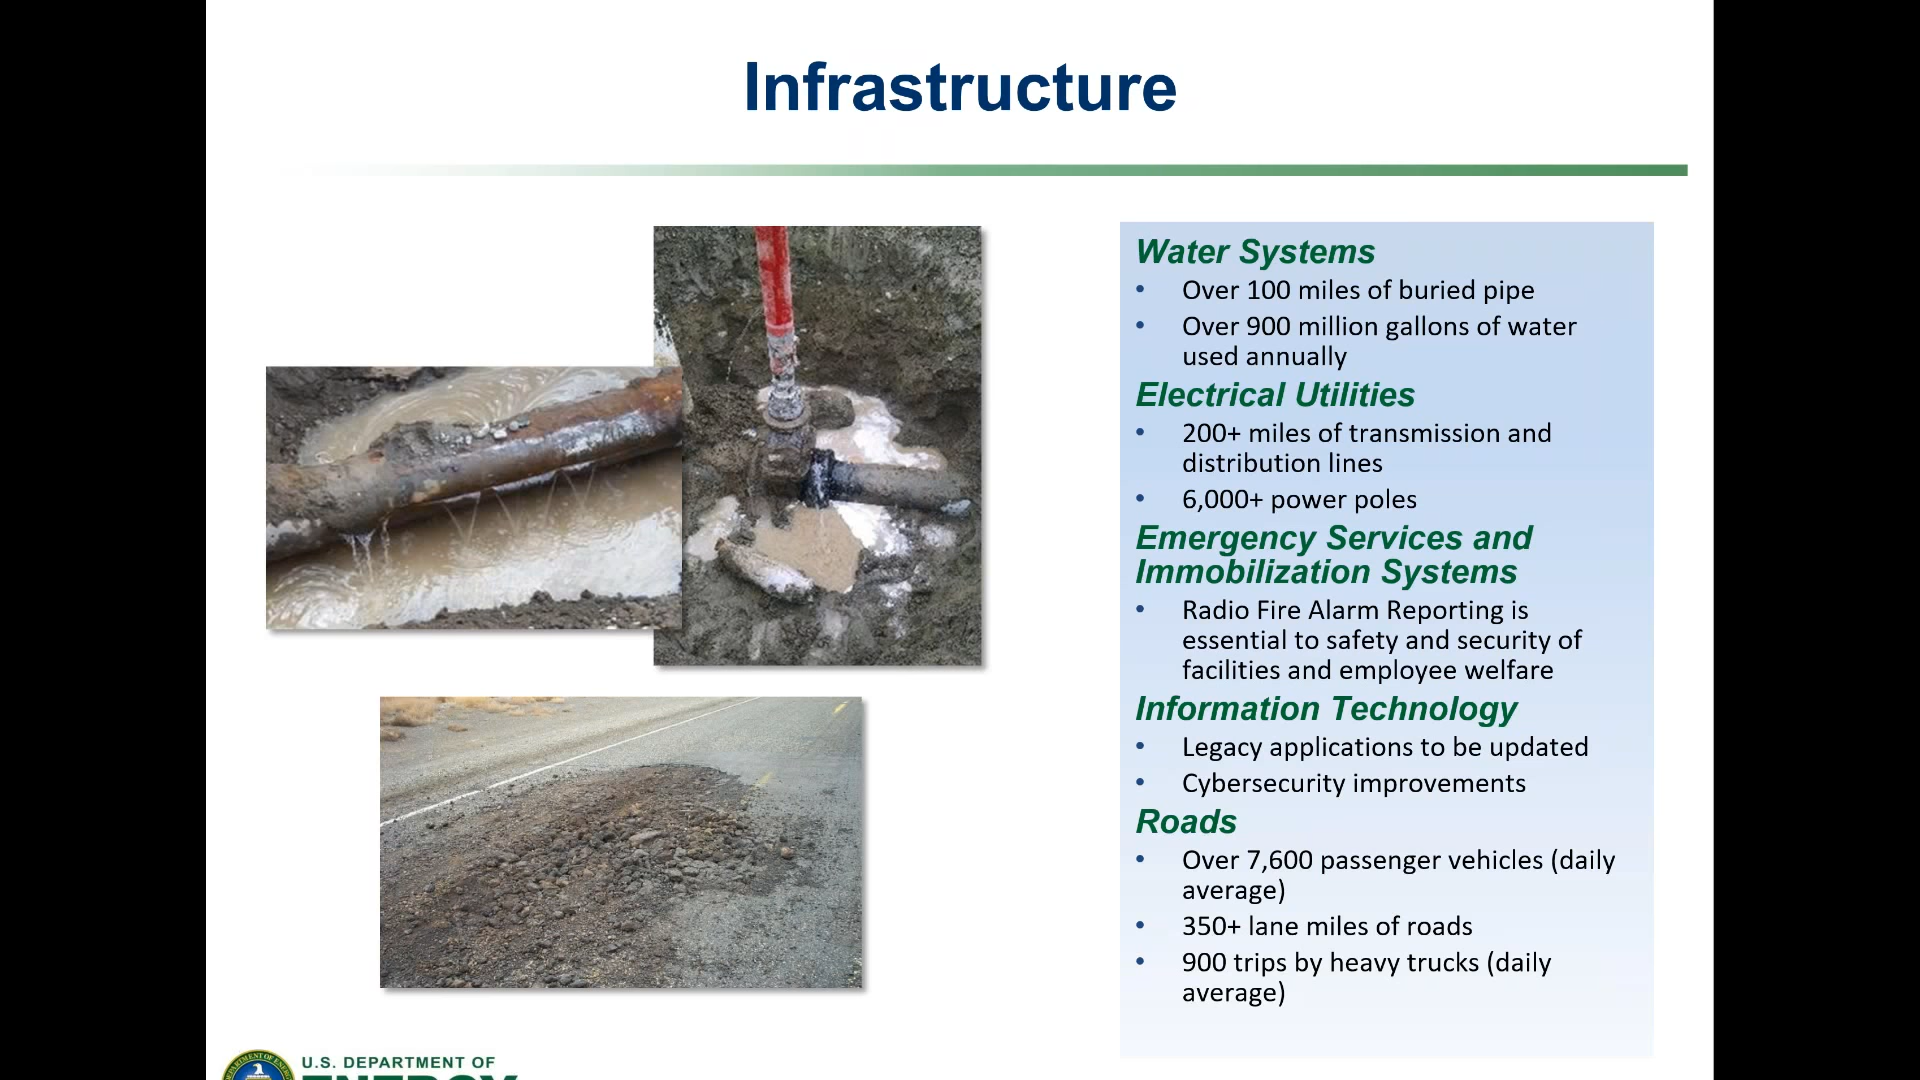 Infrastructure
Water Systems
• Over 100 miles of buried pipe
• Over 900 million gallons of water
used annually
Electrical Utilities
• 200+ miles of transmission and
distribution lines
• 6,000+ power poles
Emergency Services and
Immobilization Systems
• Radio Fire Alarm Reporting is
essential to safety and security of
facilities and employee welfare
Information Technology
• Legacy applications to be updated
• Cybersecurity improvements
Roads
• Over 7,600 passenger vehicles (daily
average)
• 350+ lane miles of roads
• 900 trips by heavy trucks (daily
average)
U.S. DEPARTMENT OF
ENERGY